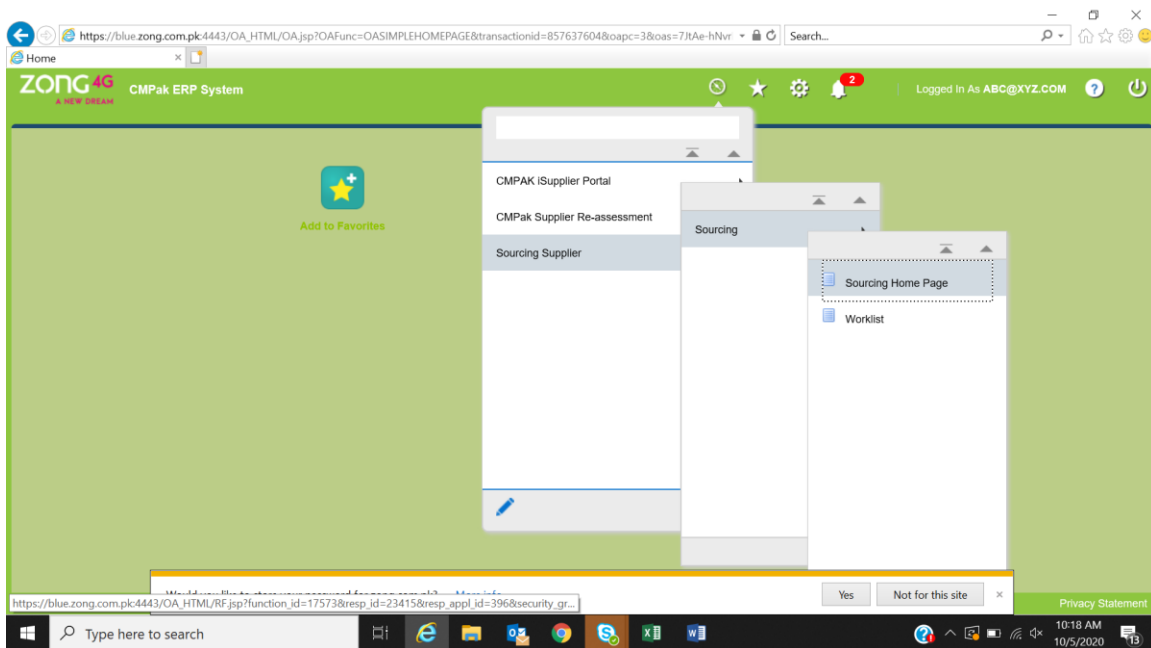 https://blue.zong.com.pk:4443/OA_HTML/OA.jsp?OAFunc=OASIMPLEHOMEPAGE&transactionid=857637604&oapc=3&oas=7JtAe-hNvr
Search...
Home
ZONG 4G
A NEW DREAM
CMPak ERP System
2
Logged In As ABC@XYZ.COM
?
CMPAK iSupplier Portal
CMPak Supplier Re-assessment
Sourcing Supplier
Add to Favorites
Sourcing
Sourcing Home Page
Worklist
Yes
Not for this site
https://blue.zong.com.pk:4443/OA_HTML/RF.jsp?function_id=17573&resp_id=23415&resp_appl_id=396&security_gr...
Privacy Statement
Type here to search
10:18 AM
10/5/2020
13